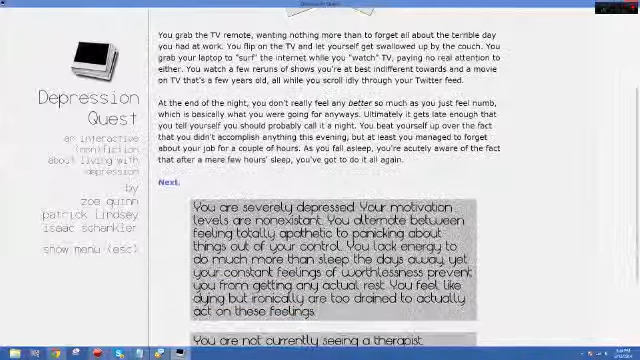 You grab the TV remote, wanting nothing more than to forget all about the terrible day
you had at work. You flip on the TV and let yourself get swallowed up by the couch. You
grab your laptop to "surf" the internet while you "watch" TV, paying no real attention to
either. You watch a few reruns of shows you're at best indifferent towards and a movie
on TV that's a few years old, all while you scroll idly through your Twitter feed.
At the end of the night, you don't really feel any better so much as you just feel numb,
which is basically what you were going for anyways. Ultimately it gets late enough that
you tell yourself you should probably call it a night. You beat yourself up over the fact
that you didn't accomplish anything this evening, but at least you managed to forget
about your job for a couple of hours. As you fall asleep, you're acutely aware of the fact
that after a mere few hours' sleep, you've got to do it all again.
Next.
Depression
Quest
an interactive
(non)fiction
about living with
depression
by
zoe quinn
patrick lindsey
isaac schankler
show menu (esc)
You are severely depressed. Your motivation
levels are nonexistant. You alternate between
feeling totally apathetic to panicking about
things out of your control. You lack energy to
do much more than sleep the days away, yet
your constant feelings of worthlessness prevent
you from getting any actual rest. You feel like
dying but ironically are too drained to actually
act on these feelings.
You are not currently seeing a therapist.